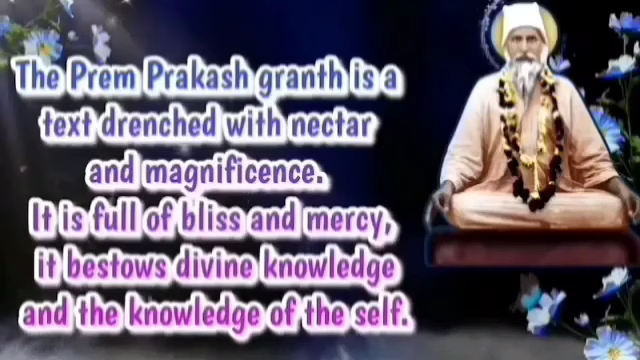 The Prem Prakash granth is a
text drenched with nectar
and magnificence.
It is full of bliss and mercy,
it bestows divine knowledge
and the knowledge of the self.